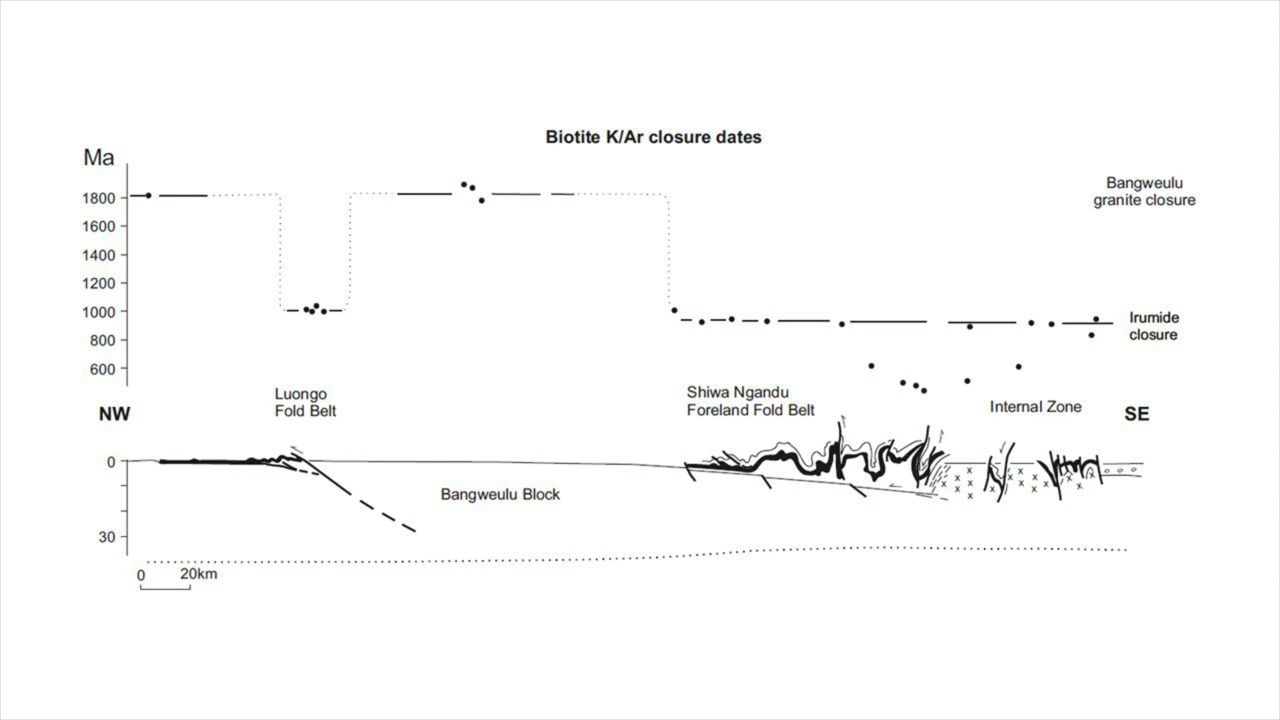 Biotite K/Ar closure dates
Ma
1800
1600
1400
1200
1000
800
600
Bangweulu
granite closure
Irumide
closure
Luongo
Fold Belt
Shiwa Ngandu
Foreland Fold Belt
Internal Zone
NW
SE
0
30
Bangweulu Block
0
20km